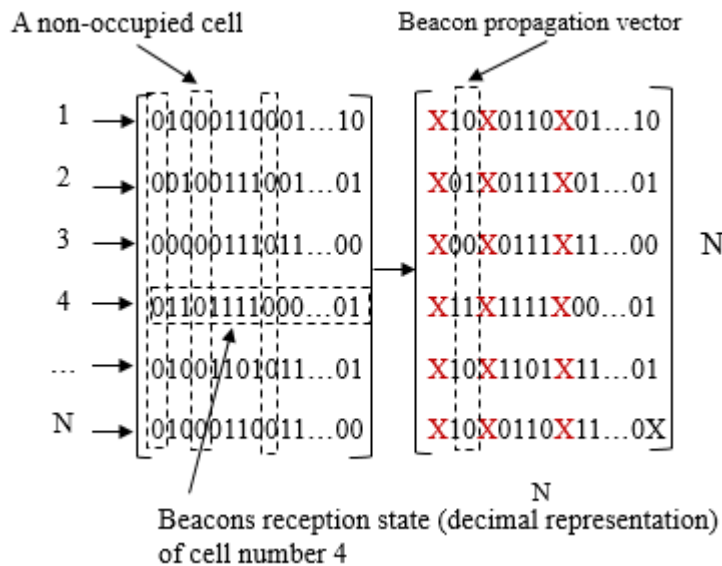 A non-occupied cell
Beacon propagation vector
1 01000110001...10 X10X0110X01...10
2 00100111001...01 X01X0111X01...01
3 00000111011...00 X00X0111X11...00 N
4 01101111000...01 X11X1111X00...01
... 01001101011...01 X10X1101X11...01
N 01000110011...00 X10X0110X11...0X
N
Beacons reception state (decimal representation)
of cell number 4